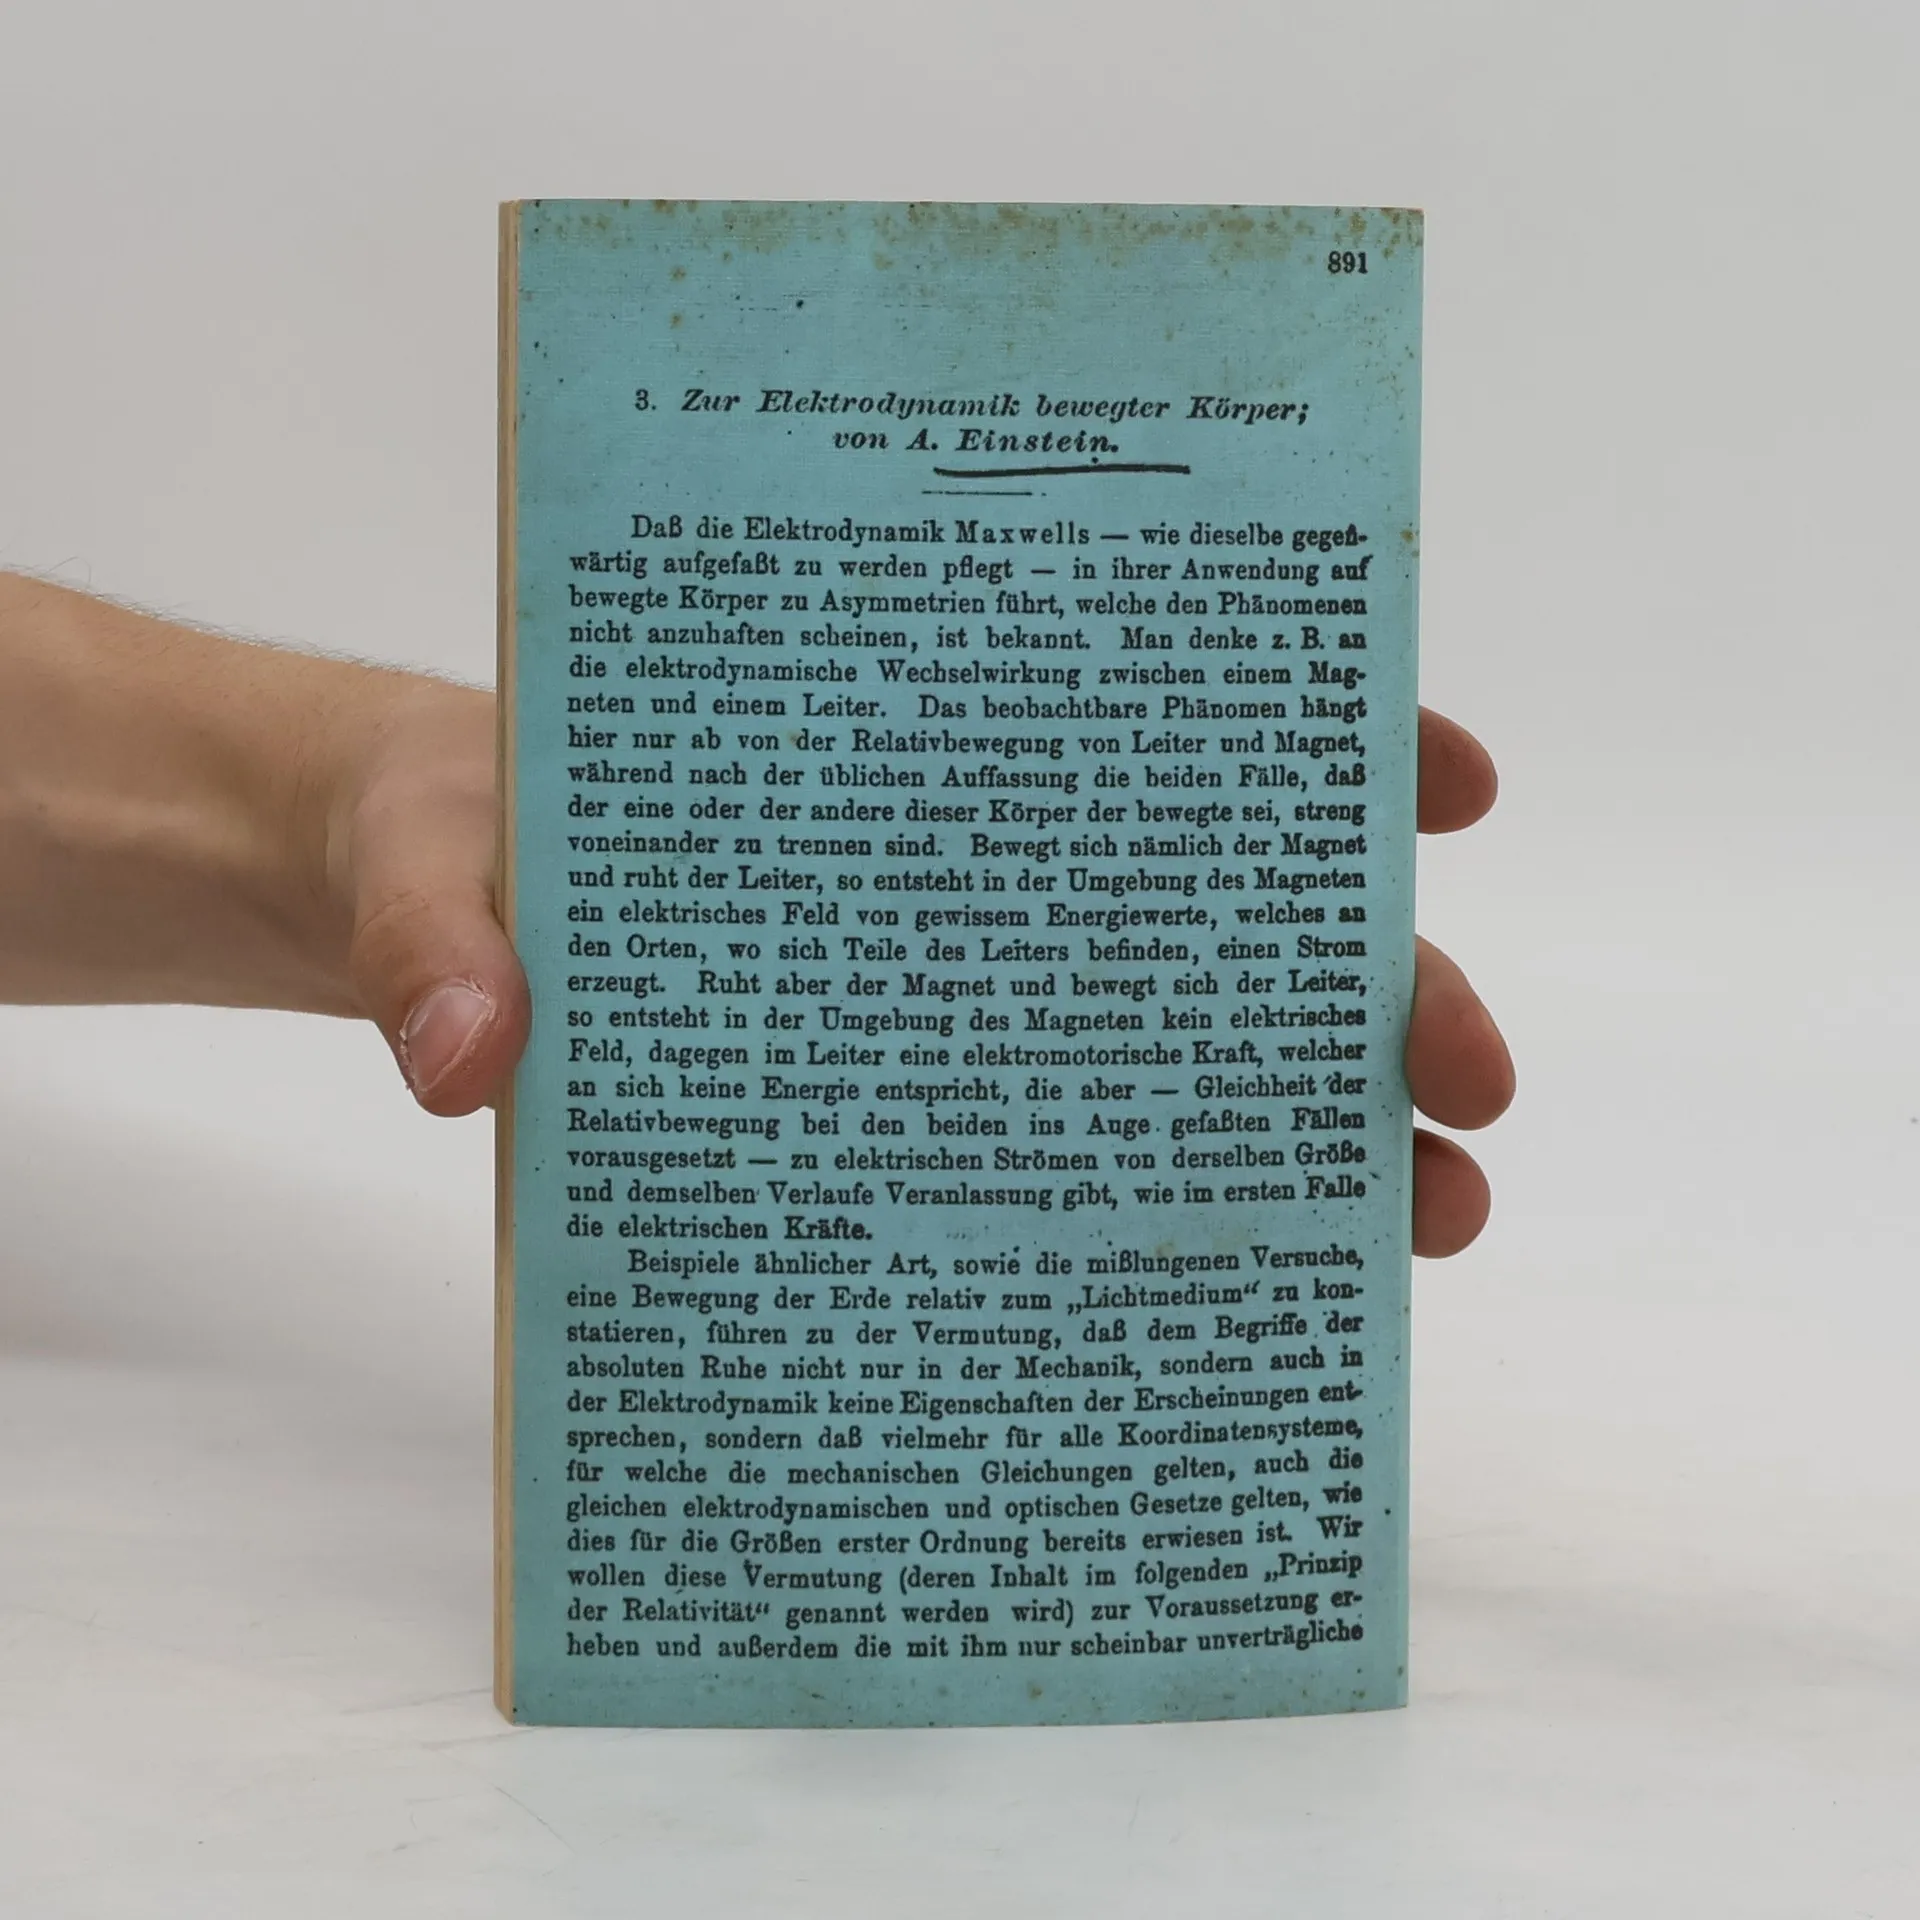 891
3. Zur Elektrodynamik bewegter Körper;
von A. Einstein.
Daß die Elektrodynamik Maxwells — wie dieselbe gegen-
wärtig aufgefaßt zu werden pflegt — in ihrer Anwendung auf
bewegte Körper zu Asymmetrien führt, welche den Phänomenen
nicht anzuhaften scheinen, ist bekannt. Man denke z. B. an
die elektrodynamische Wechselwirkung zwischen einem Mag-
neten und einem Leiter. Das beobachtbare Phänomen hängt
hier nur ab von der Relativbewegung von Leiter und Magnet,
während nach der üblichen Auffassung die beiden Fälle, daß
der eine oder der andere dieser Körper der bewegte sei, streng
voneinander zu trennen sind. Bewegt sich nämlich der Magnet
und ruht der Leiter, so entsteht in der Umgebung des Magneten
ein elektrisches Feld von gewissem Energiewerte, welches an
den Orten, wo sich Teile des Leiters befinden, einen Strom
erzeugt. Ruht aber der Magnet und bewegt sich der Leiter,
so entsteht in der Umgebung des Magneten kein elektrisches
Feld, dagegen im Leiter eine elektromotorische Kraft, welcher
an sich keine Energie entspricht, die aber — Gleichheit der
Relativbewegung bei den beiden ins Auge gefaßten Fällen
vorausgesetzt — zu elektrischen Strömen von derselben Größe
und demselben Verlaufe Veranlassung gibt, wie im ersten Falle
die elektrischen Kräfte.
Beispiele ähnlicher Art, sowie die mißlungenen Versuche,
eine Bewegung der Erde relativ zum „Lichtmedium“ zu kon-
statieren, führen zu der Vermutung, daß dem Begriffe der
absoluten Ruhe nicht nur in der Mechanik, sondern auch in
der Elektrodynamik keine Eigenschaften der Erscheinungen ent-
sprechen, sondern daß vielmehr für alle Koordinatensysteme,
für welche die mechanischen Gleichungen gelten, auch die
gleichen elektrodynamischen und optischen Gesetze gelten, wie
dies für die Größen erster Ordnung bereits erwiesen ist. Wir
wollen diese Vermutung (deren Inhalt im folgenden „Prinzip
der Relativität“ genannt werden wird) zur Voraussetzung er-
heben und außerdem die mit ihm nur scheinbar unverträgliche